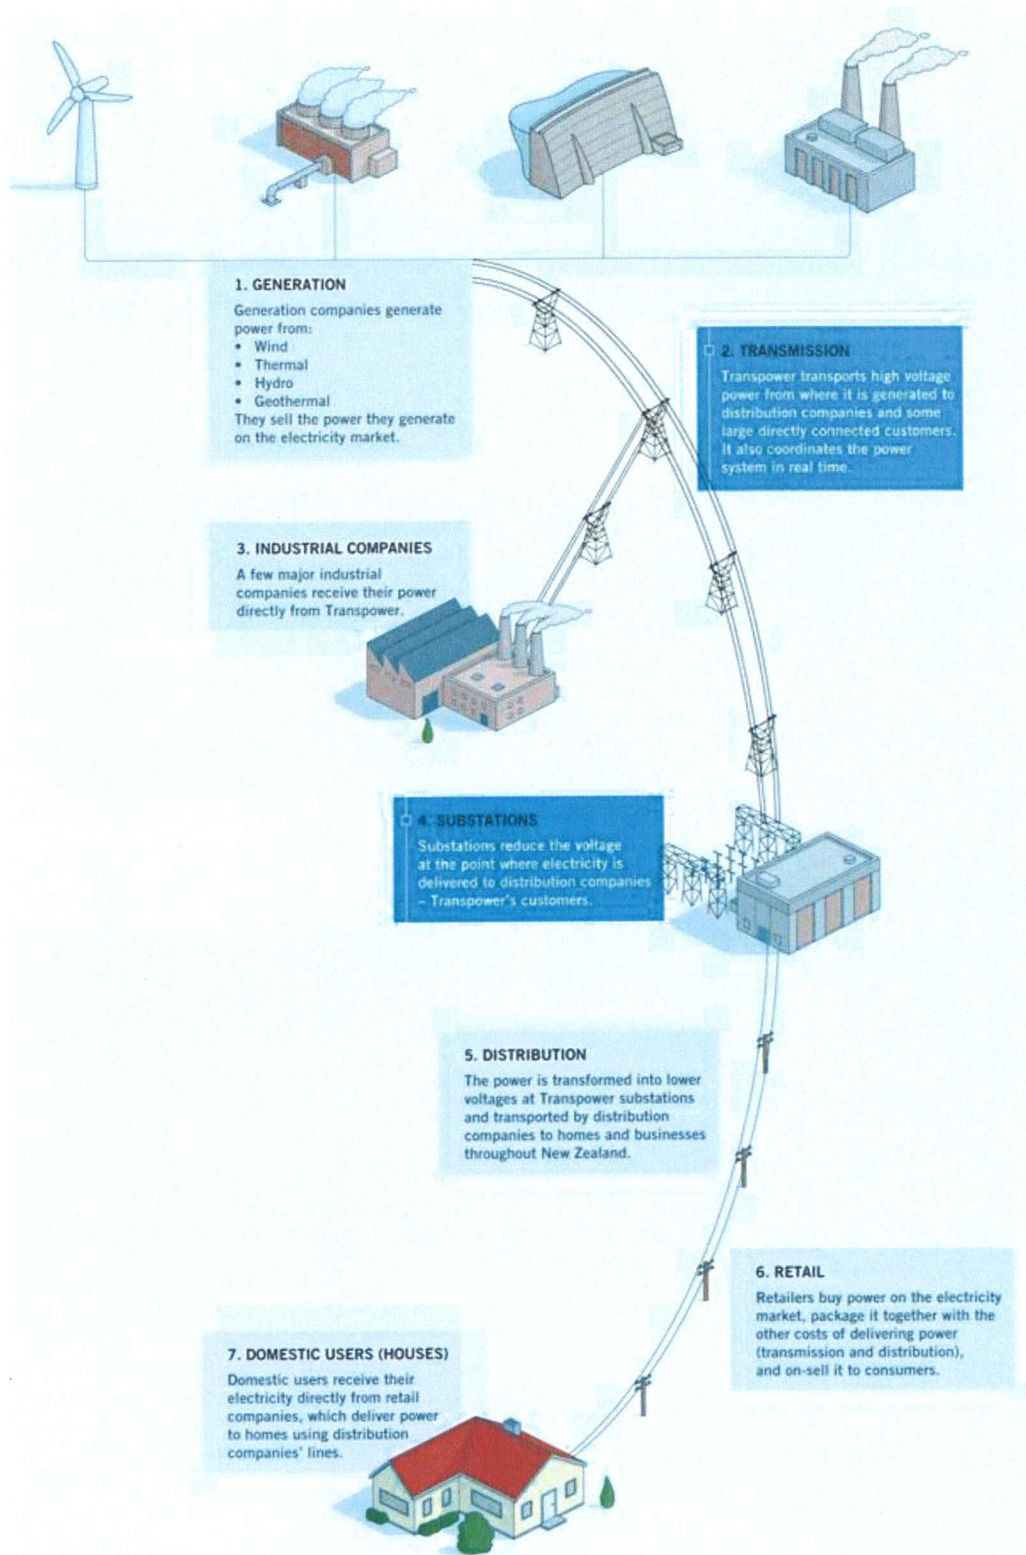 1. GENERATION
Generation companies generate
power from:
• Wind
• Thermal
• Hydro
• Geothermal
They sell the power they generate
on the electricity market.
2. TRANSMISSION
Transpower transports high voltage
power from where it is generated to
distribution companies and some
large directly connected customers.
It also coordinates the power
system in real time.
3. INDUSTRIAL COMPANIES
A few major industrial
companies receive their power
directly from Transpower.
4. SUBSTATIONS
Substations reduce the voltage
at the point where electricity is
delivered to distribution companies
– Transpower's customers.
5. DISTRIBUTION
The power is transformed into lower
voltages at Transpower substations
and transported by distribution
companies to homes and businesses
throughout New Zealand.
6. RETAIL
Retailers buy power on the electricity
market, package it together with the
other costs of delivering power
(transmission and distribution),
and on-sell it to consumers.
7. DOMESTIC USERS (HOUSES)
Domestic users receive their
electricity directly from retail
companies, which deliver power
to homes using distribution
companies' lines.